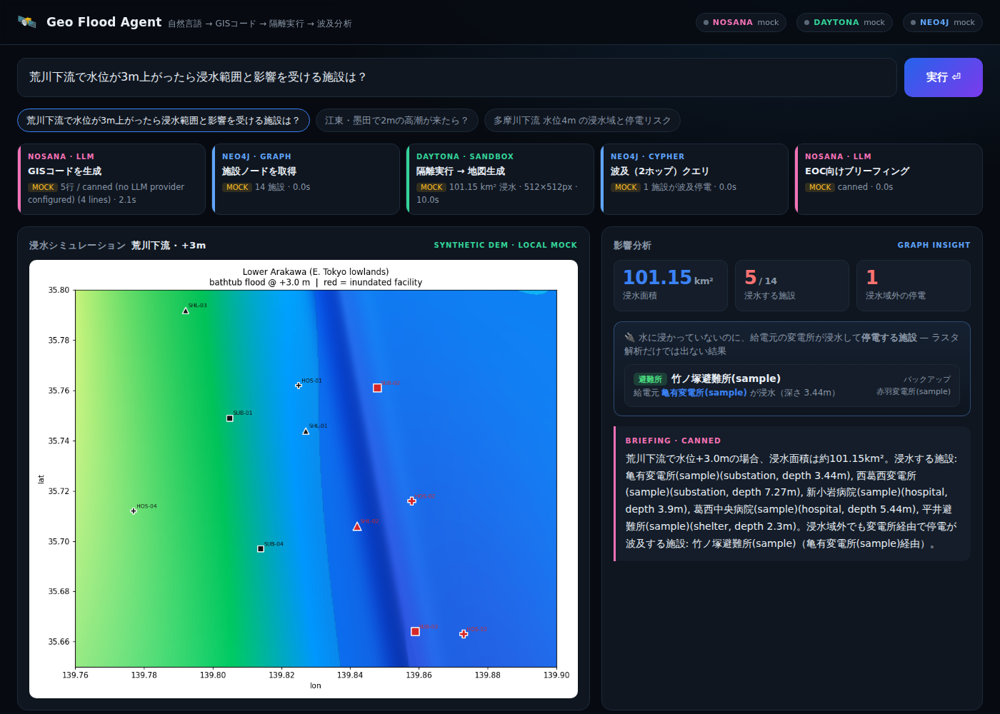 Geo Flood Agent 自然言語 → GISコード → 隔離実行 → 波及分析
NOSANA mock
DAYTONA mock
NEO4J mock
荒川下流で水位が3m上がったら浸水範囲と影響を受ける施設は？
実行 ⏎
荒川下流で水位が3m上がったら浸水範囲と影響を受ける施設は？
江東・墨田で2mの高潮が来たら？
多摩川下流 水位4m の浸水域と停電リスク
NOSANA · LLM
GISコードを生成
MOCK 5行 / canned (no LLM provider
configured) (4 lines) · 2.1s
NEO4J · GRAPH
施設ノードを取得
MOCK 14 施設 · 0.0s
DAYTONA · SANDBOX
隔離実行 → 地図生成
MOCK 101.15 km² 浸水 · 512×512px ·
10.0s
NEO4J · CYPHER
波及（2ホップ）クエリ
MOCK 1 施設が波及停電 · 0.0s
NOSANA · LLM
EOC向けブリーフィング
MOCK canned · 0.0s
浸水シミュレーション 荒川下流 · +3m
SYNTHETIC DEM · LOCAL MOCK
Lower Arakawa (E. Tokyo lowlands)
bathtub flood @ +3.0 m | red = inundated facility
35.80
35.78
35.76
35.74
35.72
35.70
35.68
35.66
lat
SHL-03
HOS-01
SUB-01
SHL-01
HOS-04
SHL-02
SUB-04
139.76
139.78
139.80
139.82
139.84
139.86
139.88
139.90
lon
影響分析
GRAPH INSIGHT
101.15 km²
浸水面積
5 / 14
浸水する施設
1
浸水域外の停電
🔌 水に浸かっていないのに、給電元の変電所が浸水して停電する施設 — ラスタ
解析だけでは出ない結果
避難所 竹ノ塚避難所(sample)
給電元 亀有変電所(sample) が浸水（深さ 3.44m）
バックアップ
赤羽変電所(sample)
BRIEFING · CANNED
荒川下流で水位+3.0mの場合、浸水面積は約101.15km²。浸水する施設:
亀有変電所(sample)(substation, depth 3.44m), 西葛西変電所
(sample)(substation, depth 7.27m), 新小岩病院(sample)(hospital,
depth 3.9m), 葛西中央病院(sample)(hospital, depth 5.44m), 平井避
難所(sample)(shelter, depth 2.3m)。浸水域外でも変電所経由で停電が
波及する施設: 竹ノ塚避難所(sample)（亀有変電所(sample)経由）。